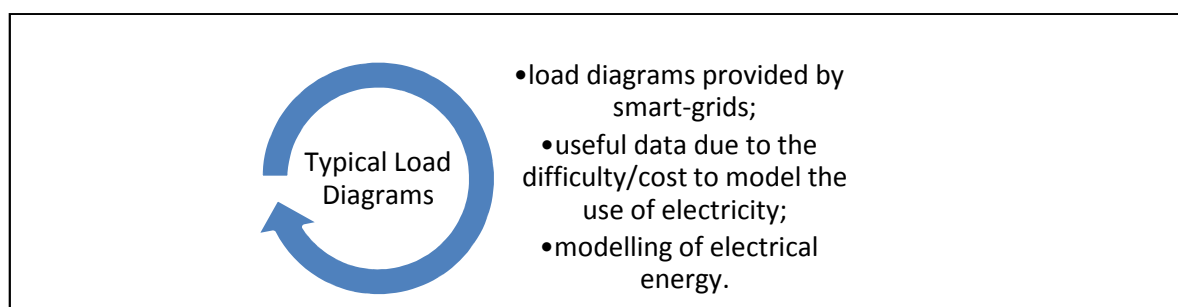 Typical Load
Diagrams
•load diagrams provided by
smart-grids;
•useful data due to the
difficulty/cost to model the
use of electricity;
•modelling of electrical
energy.